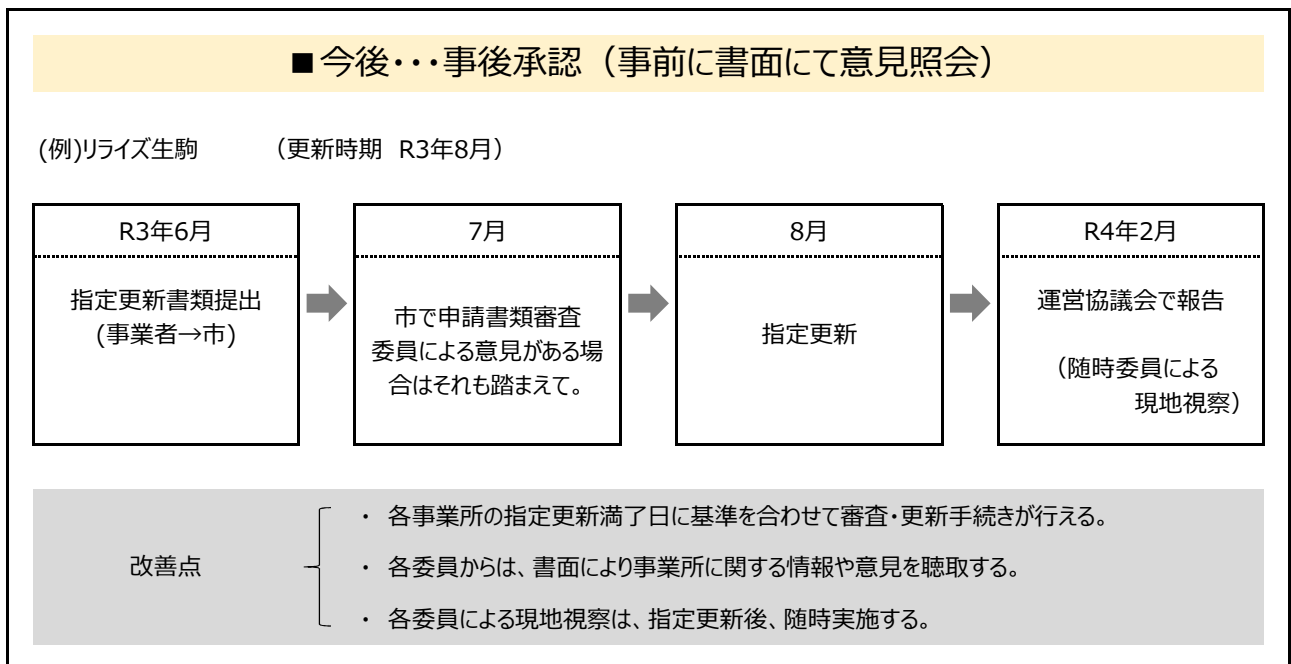 ■今後・・・事後承認（事前に書面にて意見照会）
(例)リライズ生駒　　　（更新時期　R3年8月）
R3年6月
指定更新書類提出
(事業者→市)
7月
市で申請書類審査
委員による意見がある場
合はそれも踏まえて。
8月
指定更新
R4年2月
運営協議会で報告
（随時委員による
現地視察）
改善点
・ 各事業所の指定更新満了日に基準を合わせて審査・更新手続きが行える。
・ 各委員からは、書面により事業所に関する情報や意見を聴取する。
・ 各委員による現地視察は、指定更新後、随時実施する。